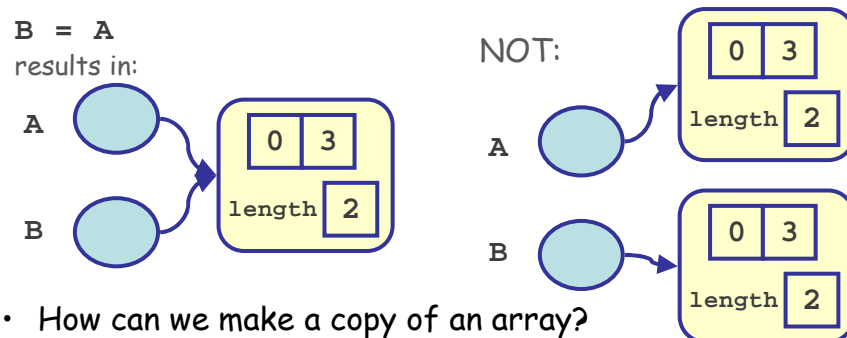 B = A
results in:
A
0 3
length 2
B
NOT:
A
0 3
length 2
B
0 3
length 2
• How can we make a copy of an array?